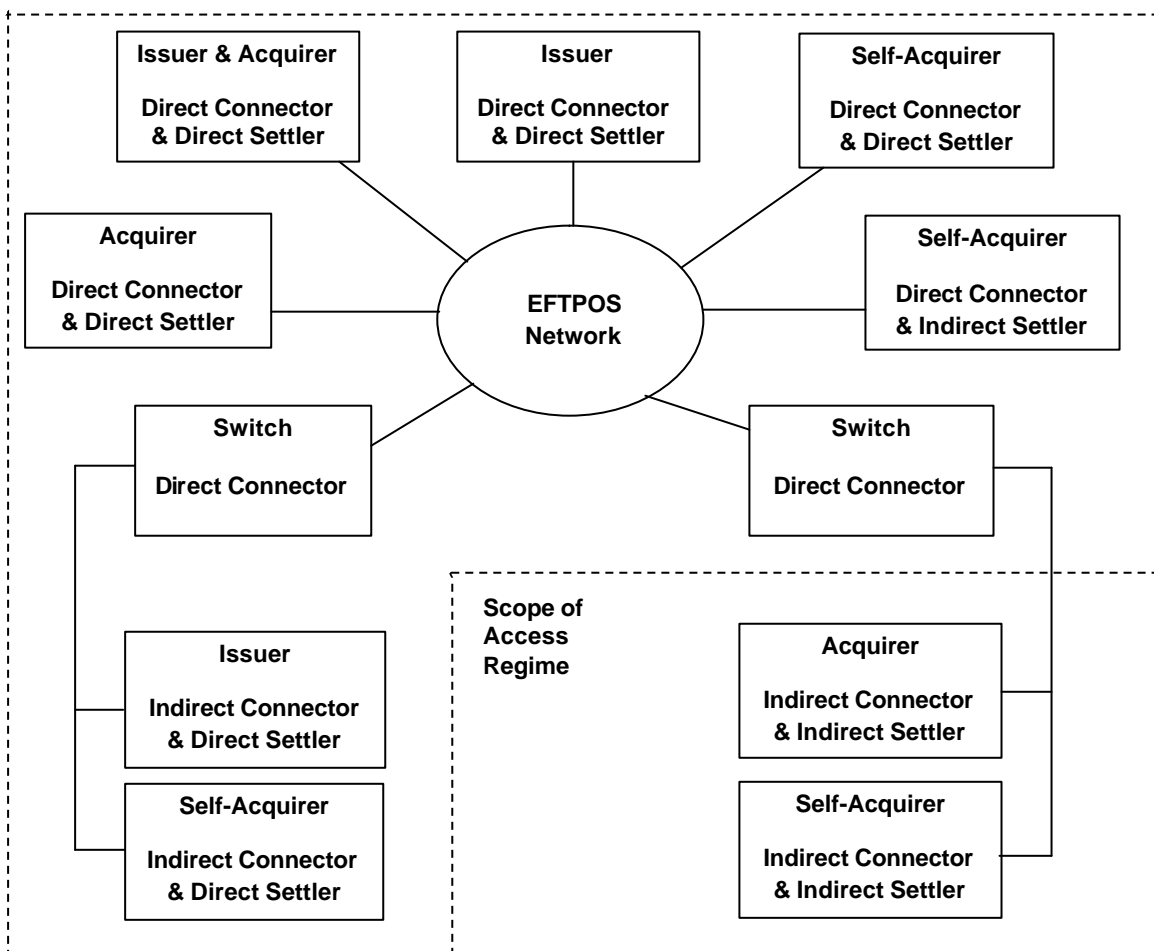 Issuer & Acquirer
Direct Connector
& Direct Settler
Issuer
Direct Connector
& Direct Settler
Self-Acquirer
Direct Connector
& Direct Settler
Acquirer
Direct Connector
& Direct Settler
EFTPOS
Network
Self-Acquirer
Direct Connector
& Indirect Settler
Switch
Direct Connector
Switch
Direct Connector
Scope of
Access
Regime
Issuer
Indirect Connector
& Direct Settler
Acquirer
Indirect Connector
& Indirect Settler
Self-Acquirer
Indirect Connector
& Direct Settler
Self-Acquirer
Indirect Connector
& Indirect Settler